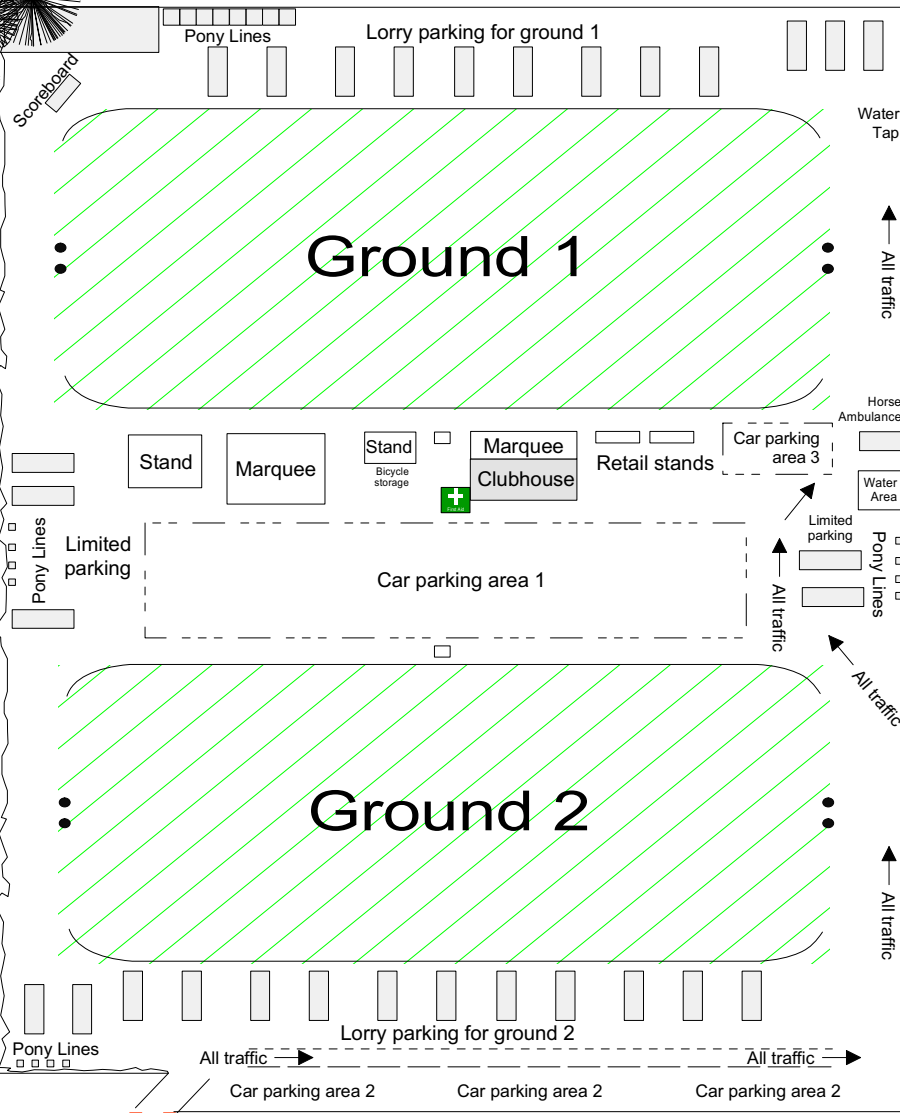 Pony Lines
Lorry parking for ground 1
Scoreboard
Water
Tap
Ground 1
All traffic
Horse
Ambulance
Stand
Marquee
Stand
Bicycle
storage
Marquee
Clubhouse
First Aid
Retail stands
Car parking
area 3
Water
Area
Limited
parking
Pony Lines
Pony Lines
Limited
parking
Car parking area 1
All traffic
All traffic
Ground 2
All traffic
Lorry parking for ground 2
Pony Lines
All traffic
All traffic
Car parking area 2
Car parking area 2
Car parking area 2